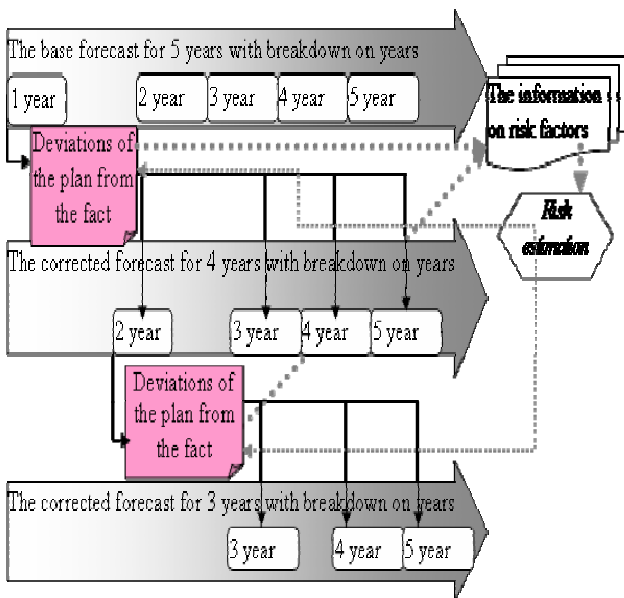 The base forecast for 5 years with breakdown on years
1 year
2 year
3 year
4 year
5 year
The information
on risk factors
Deviations of
the plan from
the fact
Risk
estimation
The corrected forecast for 4 years with breakdown on years
2 year
3 year
4 year
5 year
Deviations of
the plan from
the fact
The corrected forecast for 3 years with breakdown on years
3 year
4 year
5 year